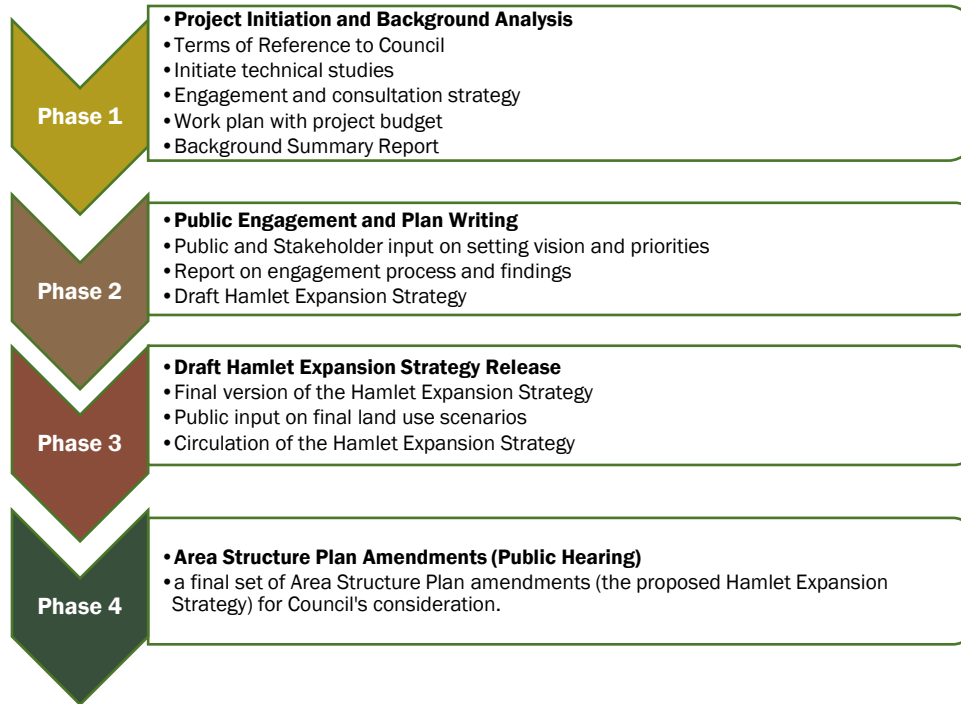 Phase 1
•Project Initiation and Background Analysis
•Terms of Reference to Council
•Initiate technical studies
•Engagement and consultation strategy
•Work plan with project budget
•Background Summary Report
Phase 2
•Public Engagement and Plan Writing
•Public and Stakeholder input on setting vision and priorities
•Report on engagement process and findings
•Draft Hamlet Expansion Strategy
Phase 3
•Draft Hamlet Expansion Strategy Release
•Final version of the Hamlet Expansion Strategy
•Public input on final land use scenarios
•Circulation of the Hamlet Expansion Strategy
Phase 4
•Area Structure Plan Amendments (Public Hearing)
•a final set of Area Structure Plan amendments (the proposed Hamlet Expansion
Strategy) for Council's consideration.